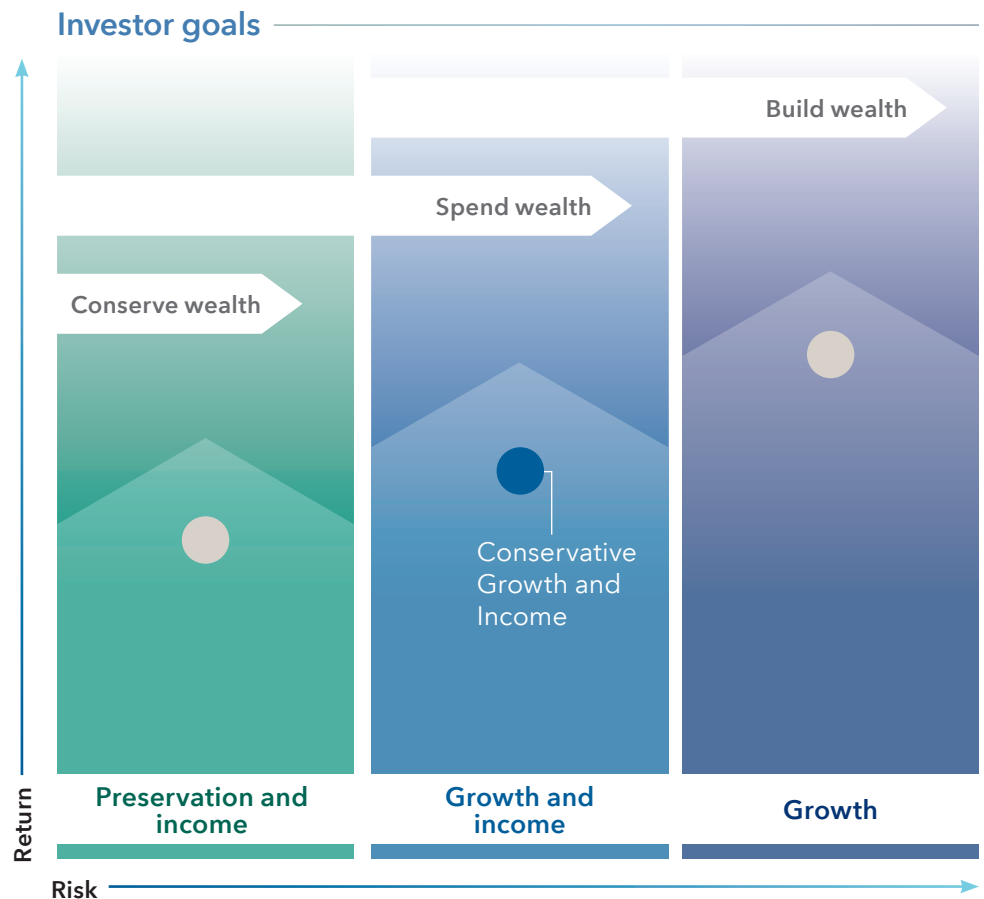 Investor goals
Build wealth
Spend wealth
Conserve wealth
Conservative
Growth and
Income
Preservation and
income
Growth and
income
Growth
Return
Risk